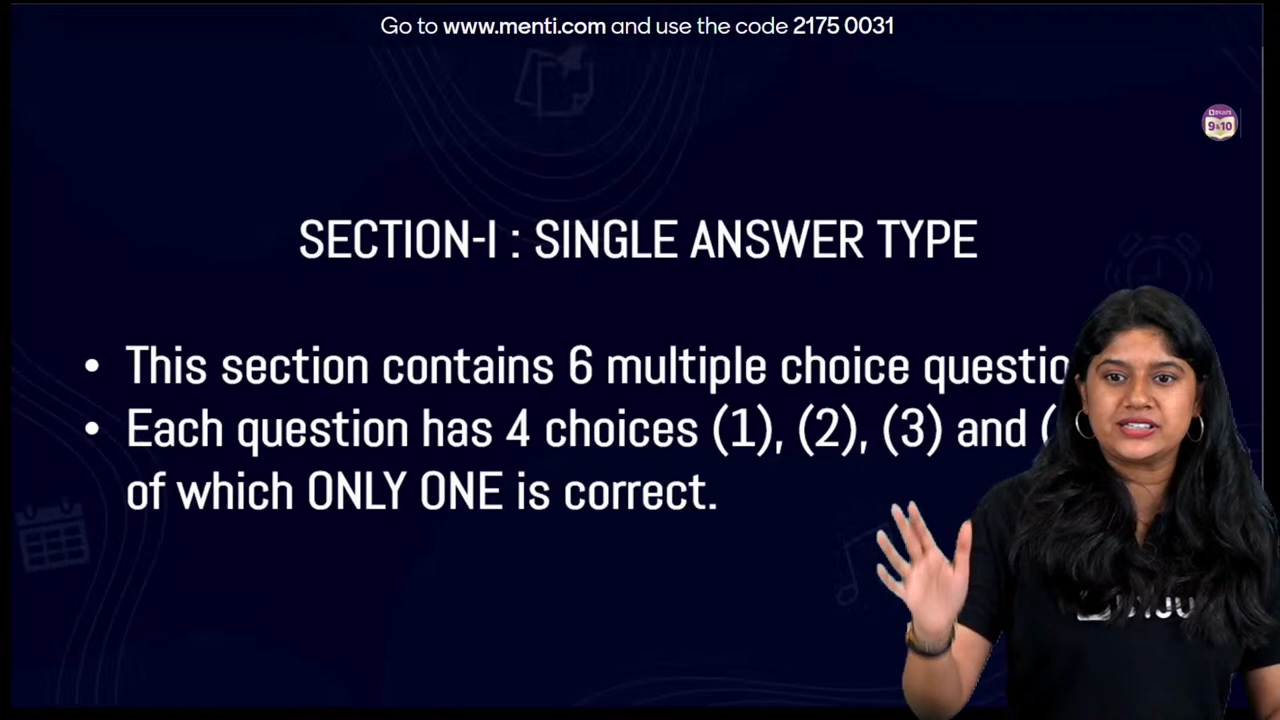 Go to www.menti.com and use the code 2175 0031
BYJU'S
9&10
SECTION-I : SINGLE ANSWER TYPE
• This section contains 6 multiple choice
• Each question has 4 choices (1), (2), (3) and
of which ONLY ONE is correct.